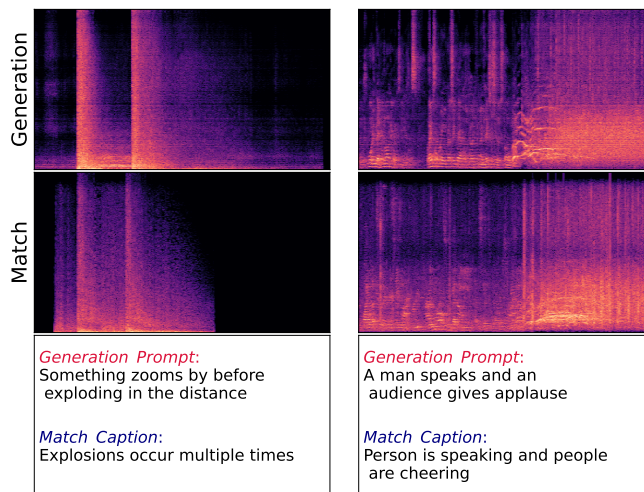 Generation
Match
Generation Prompt:
Something zooms by before
exploding in the distance
Match Caption:
Explosions occur multiple times
Generation Prompt:
A man speaks and an
audience gives applause
Match Caption:
Person is speaking and people
are cheering